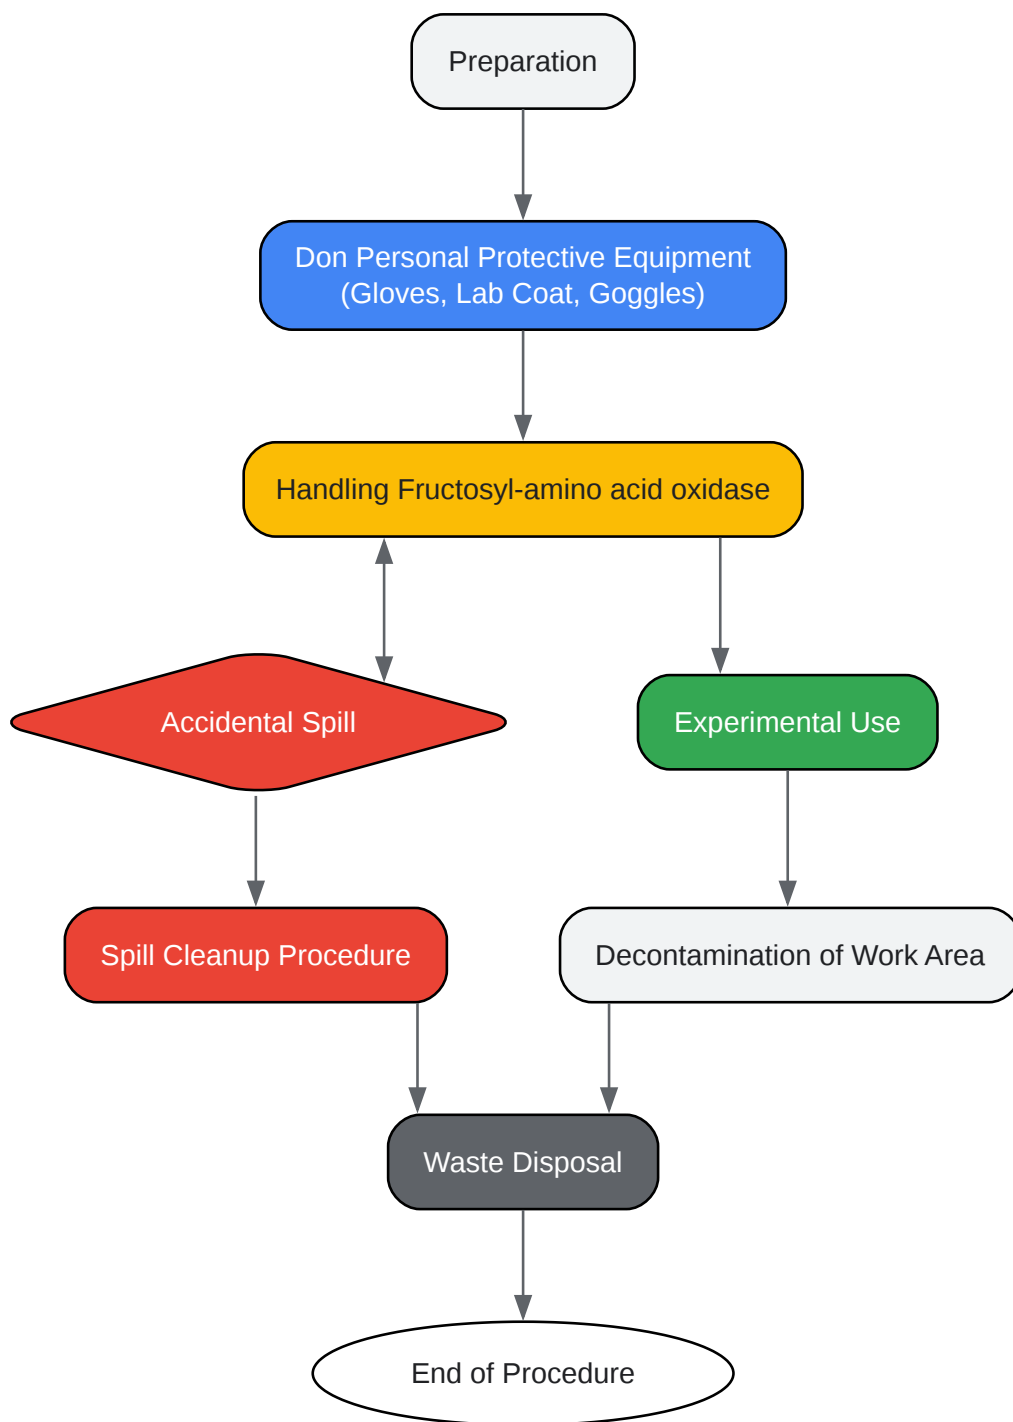 Preparation
Don Personal Protective Equipment
(Gloves, Lab Coat, Goggles)
Handling Fructosyl-amino acid oxidase
Accidental Spill
Experimental Use
Spill Cleanup Procedure
Decontamination of Work Area
Waste Disposal
End of Procedure